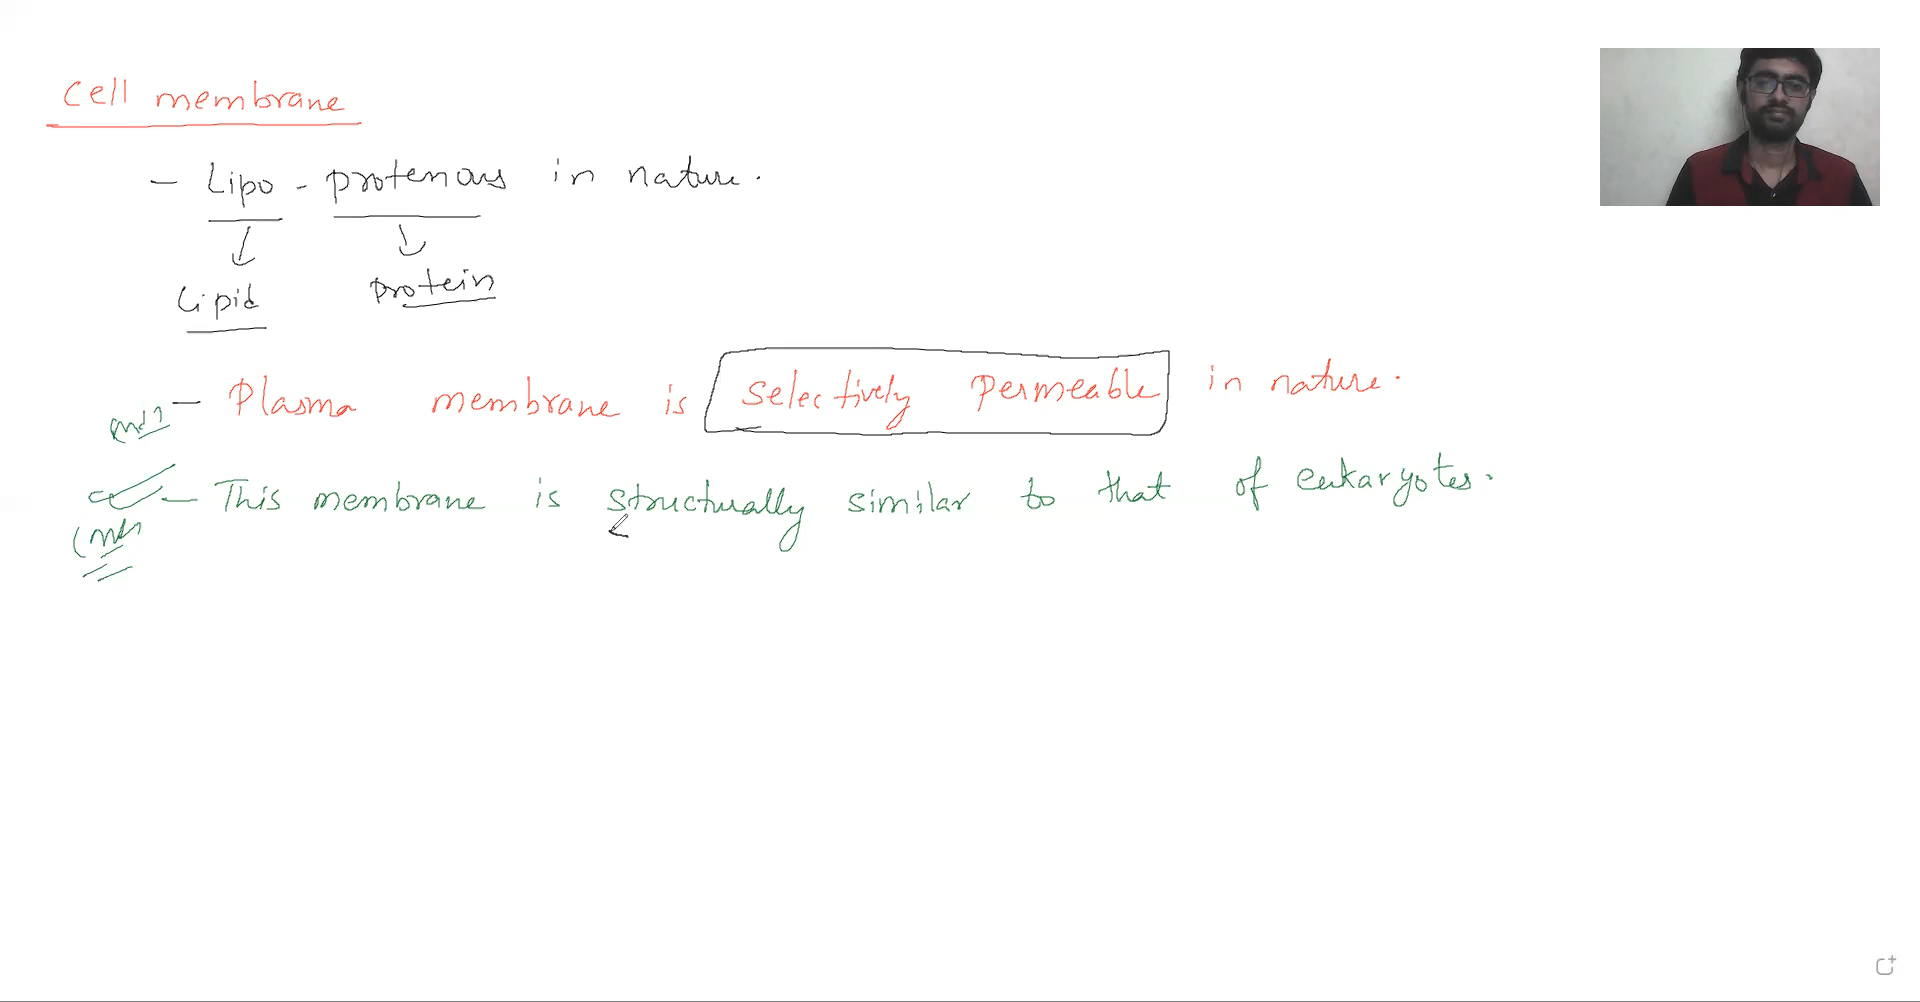 Cell membrane
- Lipo - protenous in nature.
Lipid protein
- Plasma membrane is selectively permeable in nature.
- This membrane is structurally similar to that of eukaryotes.